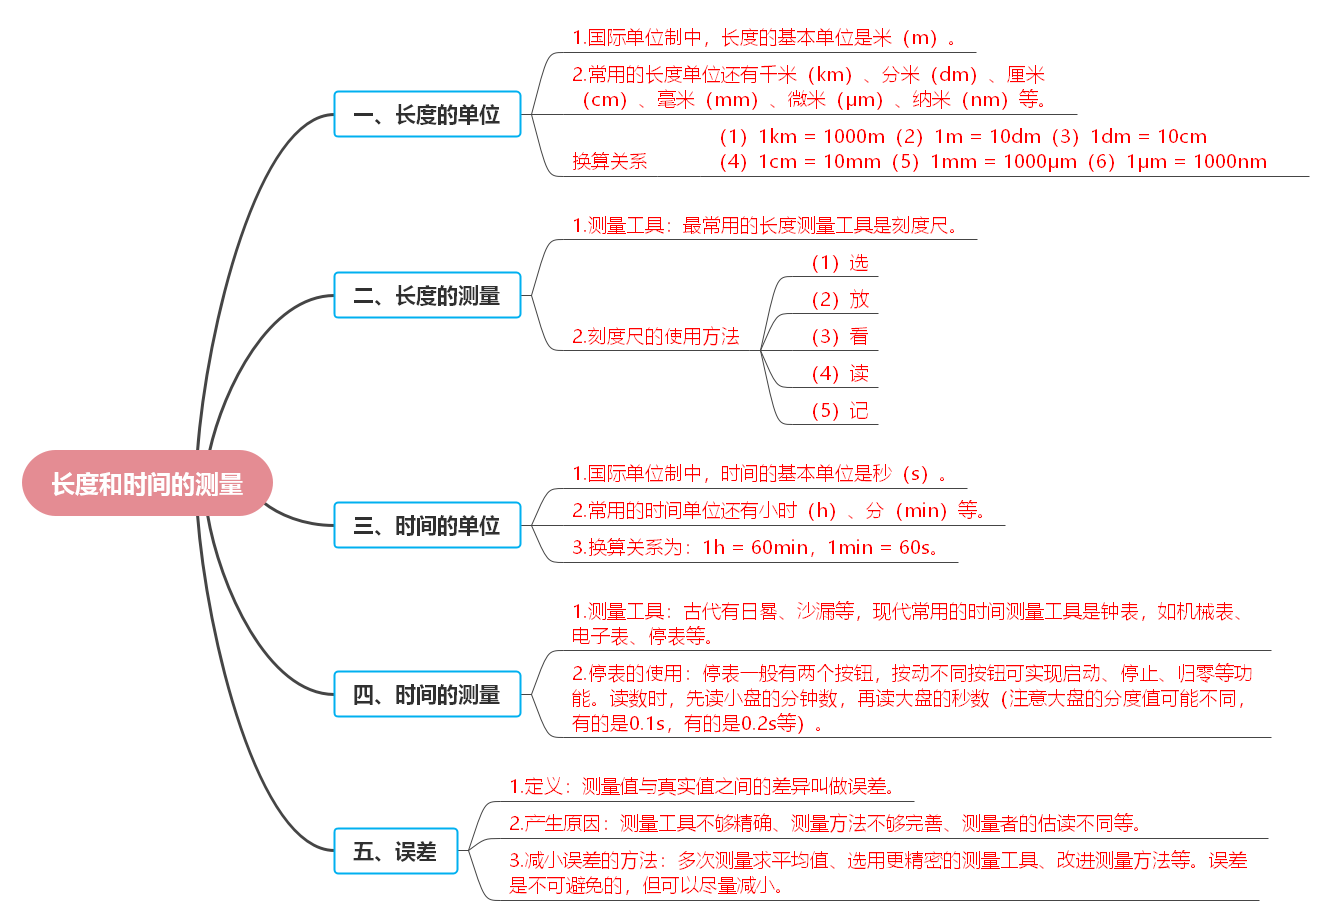 长度和时间的测量
一、长度的单位
1.国际单位制中，长度的基本单位是米（m）。
2.常用的长度单位还有千米（km）、分米（dm）、厘米
（cm）、毫米（mm）、微米（μm）、纳米（nm）等。
（1）1km = 1000m（2）1m = 10dm（3）1dm = 10cm
换算关系 （4）1cm = 10mm（5）1mm = 1000μm（6）1μm = 1000nm
二、长度的测量
1.测量工具：最常用的长度测量工具是刻度尺。
2.刻度尺的使用方法
（1）选
（2）放
（3）看
（4）读
（5）记
三、时间的单位
1.国际单位制中，时间的基本单位是秒（s）。
2.常用的时间单位还有小时（h）、分（min）等。
3.换算关系为：1h = 60min，1min = 60s。
四、时间的测量
1.测量工具：古代有日晷、沙漏等，现代常用的时间测量工具是钟表，如机械表、
电子表、停表等。
2.停表的使用：停表一般有两个按钮，按动不同按钮可实现启动、停止、归零等功
能。读数时，先读小盘的分钟数，再读大盘的秒数（注意大盘的分度值可能不同，
有的是0.1s，有的是0.2s等）。
五、误差
1.定义：测量值与真实值之间的差异叫做误差。
2.产生原因：测量工具不够精确、测量方法不够完善、测量者的估读不同等。
3.减小误差的方法：多次测量求平均值、选用更精密的测量工具、改进测量方法等。误差
是不可避免的，但可以尽量减小。